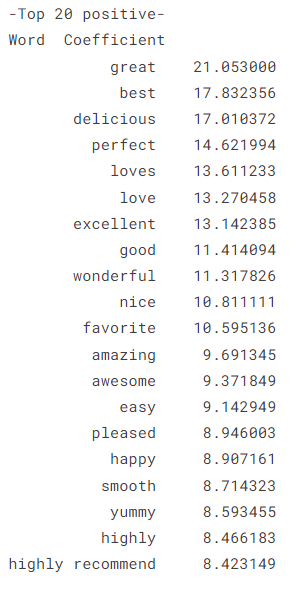 -Top 20 positive-
Word  Coefficient
great  21.053000
best  17.832356
delicious  17.010372
perfect  14.621994
loves  13.611233
love  13.270458
excellent  13.142385
good  11.414094
wonderful  11.317826
nice  10.811111
favorite  10.595136
amazing  9.691345
awesome  9.371849
easy  9.142949
pleased  8.946003
happy  8.907161
smooth  8.714323
yummy  8.593455
highly  8.466183
highly recommend  8.423149